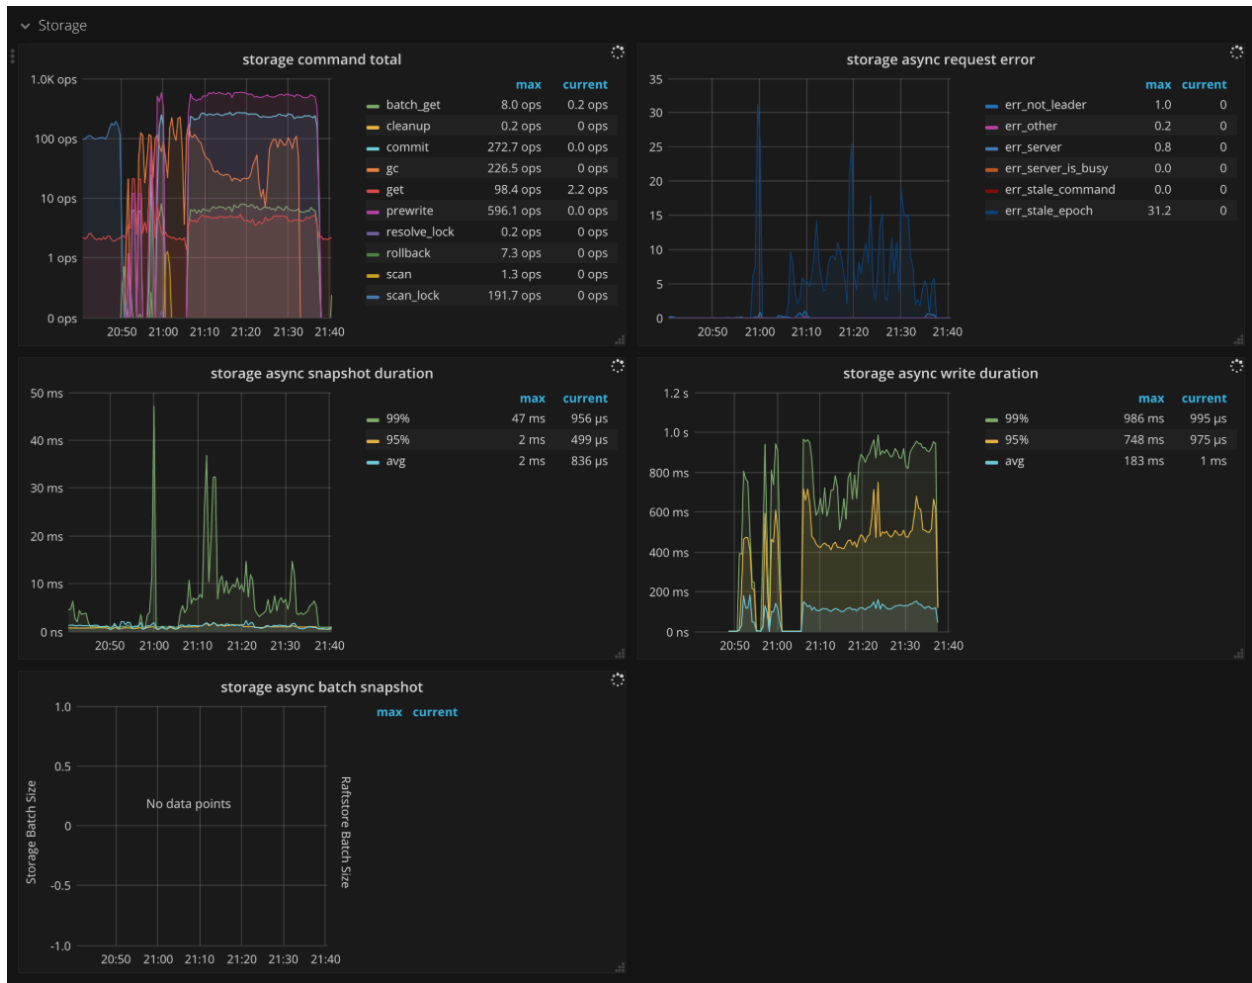 Storage
storage command total
max current
1.0K ops
100 ops
10 ops
1 ops
0 ops
20:50 21:00 21:10 21:20 21:30 21:40
batch_get 8.0 ops 0.2 ops
cleanup 0.2 ops 0 ops
commit 272.7 ops 0.0 ops
gc 226.5 ops 0 ops
get 98.4 ops 2.2 ops
prewrite 596.1 ops 0.0 ops
resolve_lock 0.2 ops 0 ops
rollback 7.3 ops 0 ops
scan 1.3 ops 0 ops
scan_lock 191.7 ops 0 ops
storage async request error
max current
35
30
25
20
15
10
5
0
20:50 21:00 21:10 21:20 21:30 21:40
err_not_leader 1.0 0
err_other 0.2 0
err_server 0.8 0
err_server_is_busy 0.0 0
err_stale_command 0.0 0
err_stale_epoch 31.2 0
storage async snapshot duration
max current
50 ms
40 ms
30 ms
20 ms
10 ms
0 ns
20:50 21:00 21:10 21:20 21:30 21:40
99% 47 ms 956 µs
95% 2 ms 499 µs
avg 2 ms 836 µs
storage async write duration
max current
1.2 s
1.0 s
800 ms
600 ms
400 ms
200 ms
0 ns
20:50 21:00 21:10 21:20 21:30 21:40
99% 986 ms 995 µs
95% 748 ms 975 µs
avg 183 ms 1 ms
storage async batch snapshot
max current
Storage Batch Size
1.0
0.5
0
-0.5
-1.0
No data points
20:50 21:00 21:10 21:20 21:30 21:40
Raftstore Batch Size